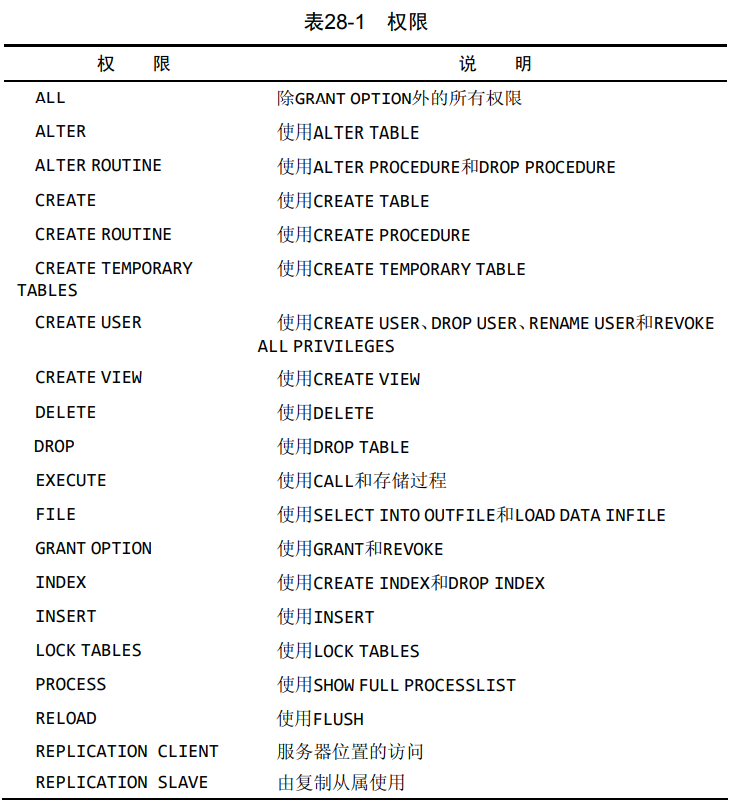 表28-1 权限
权 限 说 明
ALL 除GRANT OPTION外的所有权限
ALTER 使用ALTER TABLE
ALTER ROUTINE 使用ALTER PROCEDURE和DROP PROCEDURE
CREATE 使用CREATE TABLE
CREATE ROUTINE 使用CREATE PROCEDURE
CREATE TEMPORARY 使用CREATE TEMPORARY TABLE
TABLES
CREATE USER 使用CREATE USER、DROP USER、RENAME USER和REVOKE
ALL PRIVILEGES
CREATE VIEW 使用CREATE VIEW
DELETE 使用DELETE
DROP 使用DROP TABLE
EXECUTE 使用CALL和存储过程
FILE 使用SELECT INTO OUTFILE和LOAD DATA INFILE
GRANT OPTION 使用GRANT和REVOKE
INDEX 使用CREATE INDEX和DROP INDEX
INSERT 使用INSERT
LOCK TABLES 使用LOCK TABLES
PROCESS 使用SHOW FULL PROCESSLIST
RELOAD 使用FLUSH
REPLICATION CLIENT 服务器位置的访问
REPLICATION SLAVE 由复制从属使用